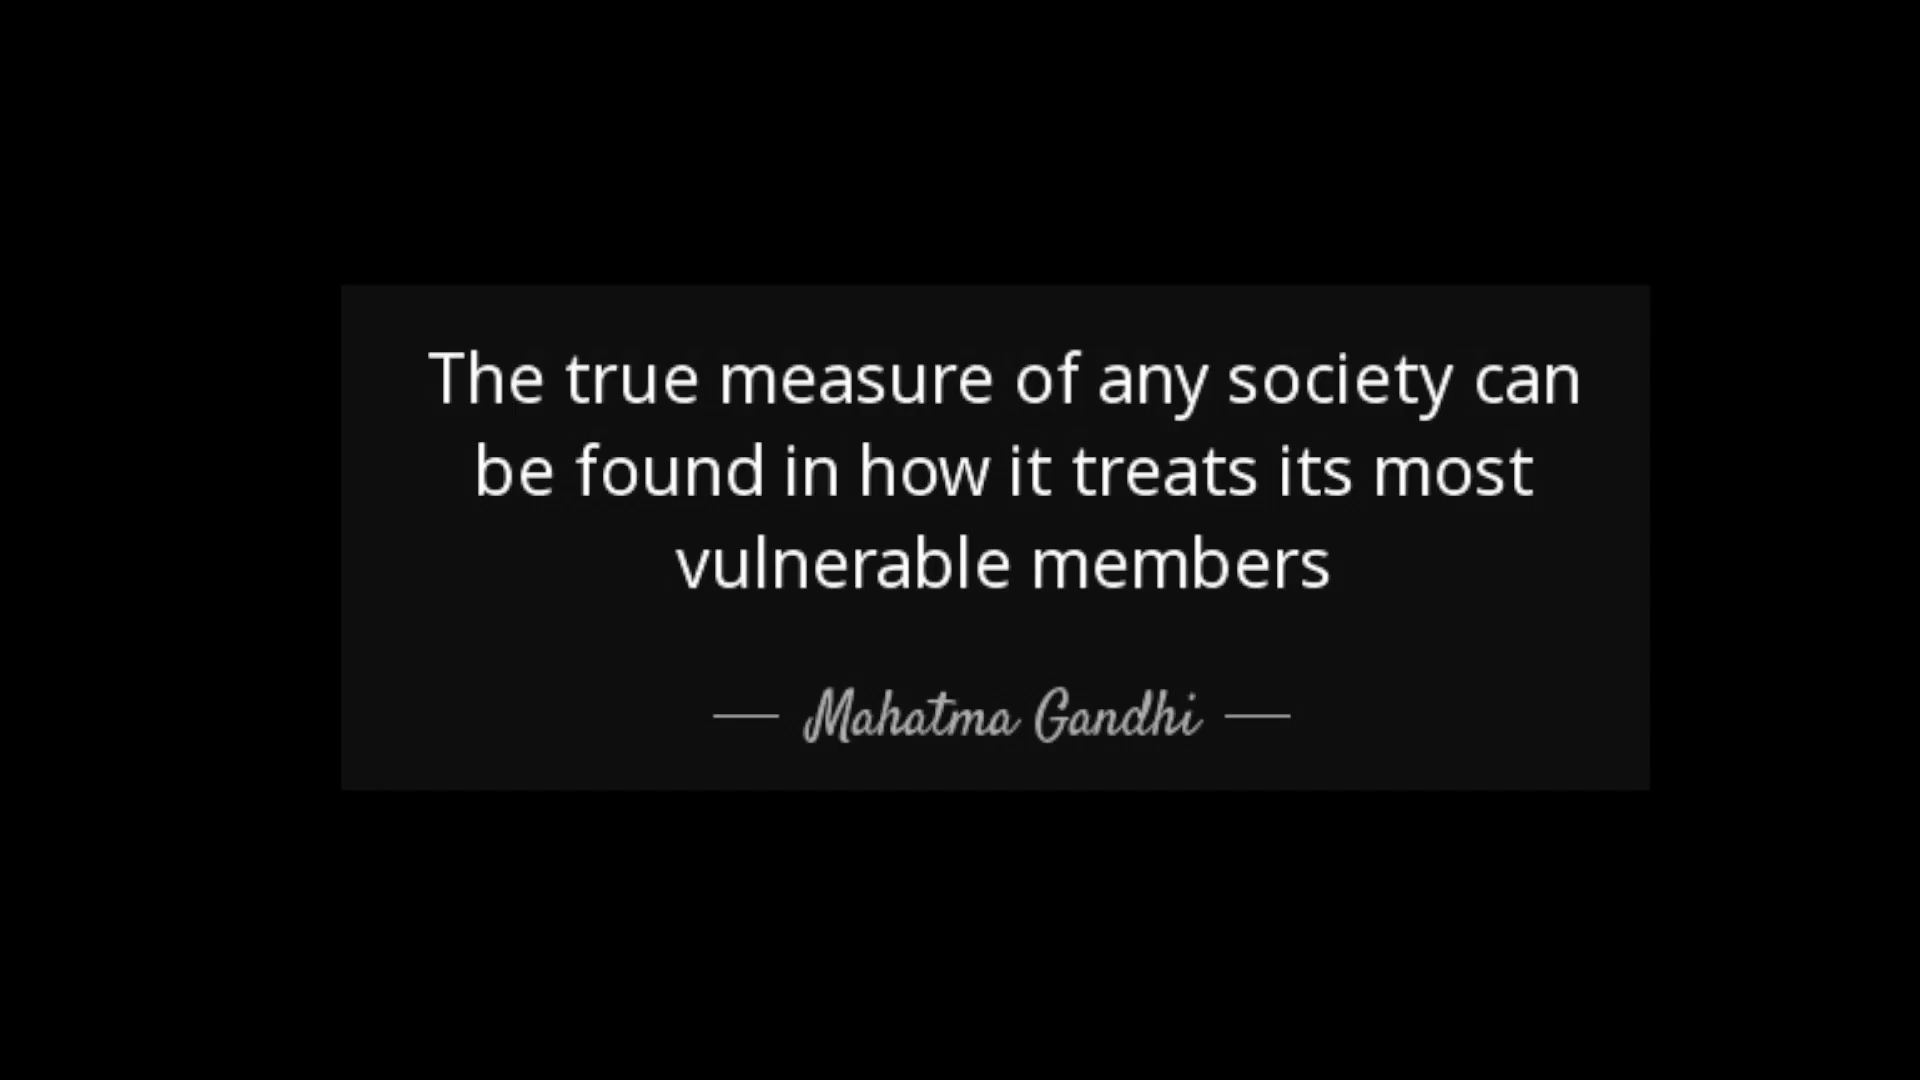 The true measure of any society can
be found in how it treats its most
vulnerable members
— Mahatma Gandhi —